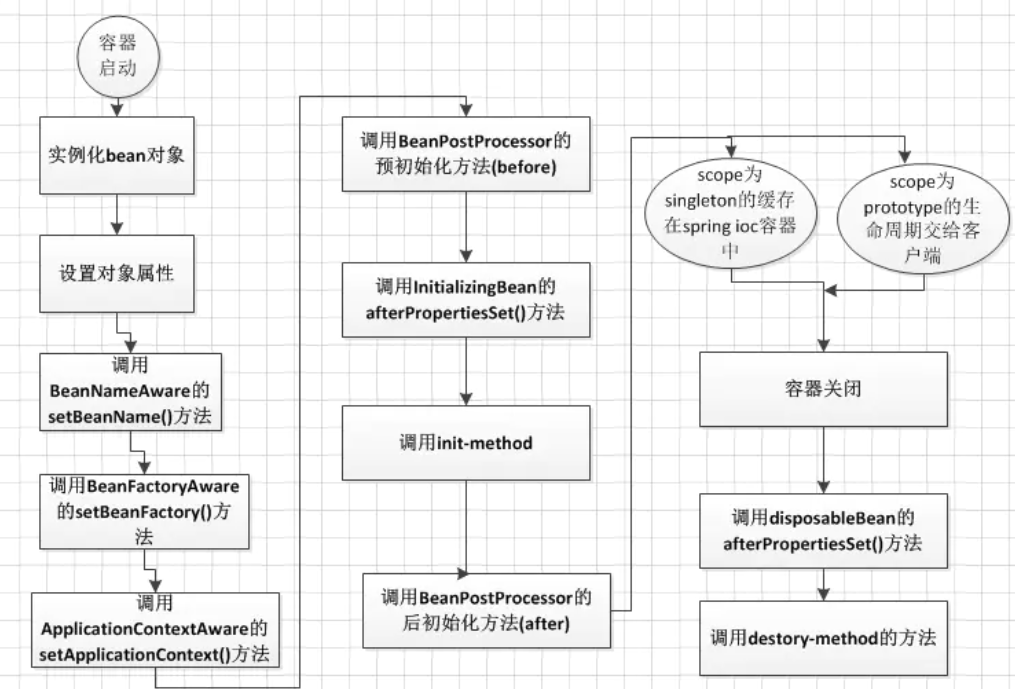 容器
启动
实例化bean对象
设置对象属性
调用
BeanNameAware的
setBeanName()方法
调用BeanFactoryAware
的setBeanFactory()方
法
调用
ApplicationContextAware的
setApplicationContext()方法
调用BeanPostProcessor的
预初始化方法(before)
调用InitializingBean的
afterPropertiesSet()方法
调用init-method
调用BeanPostProcessor的
后初始化方法(after)
scope为
singleton的缓存
在spring ioc容器
中
scope为
prototype的生
命周期交给客
户端
容器关闭
调用disposableBean的
afterPropertiesSet()方法
调用destory-method的方法